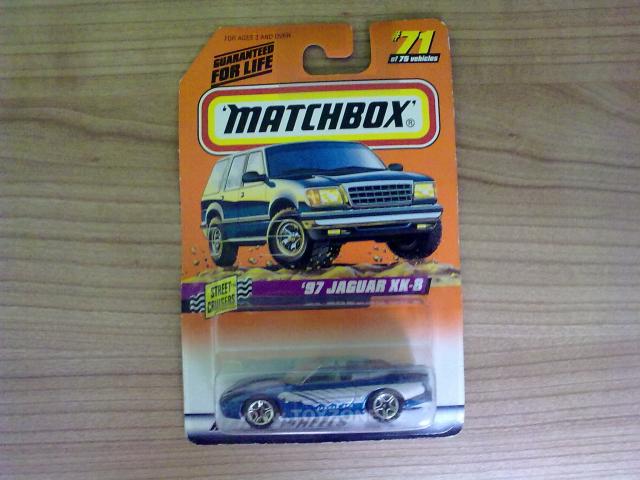 FOR AGES 3 AND OVER
GUARANTEED
FOR LIFE
#71
of 75 vehicles
'MATCHBOX' ®
STREET
CRUISERS
'97 JAGUAR XK-8
TOYZONE